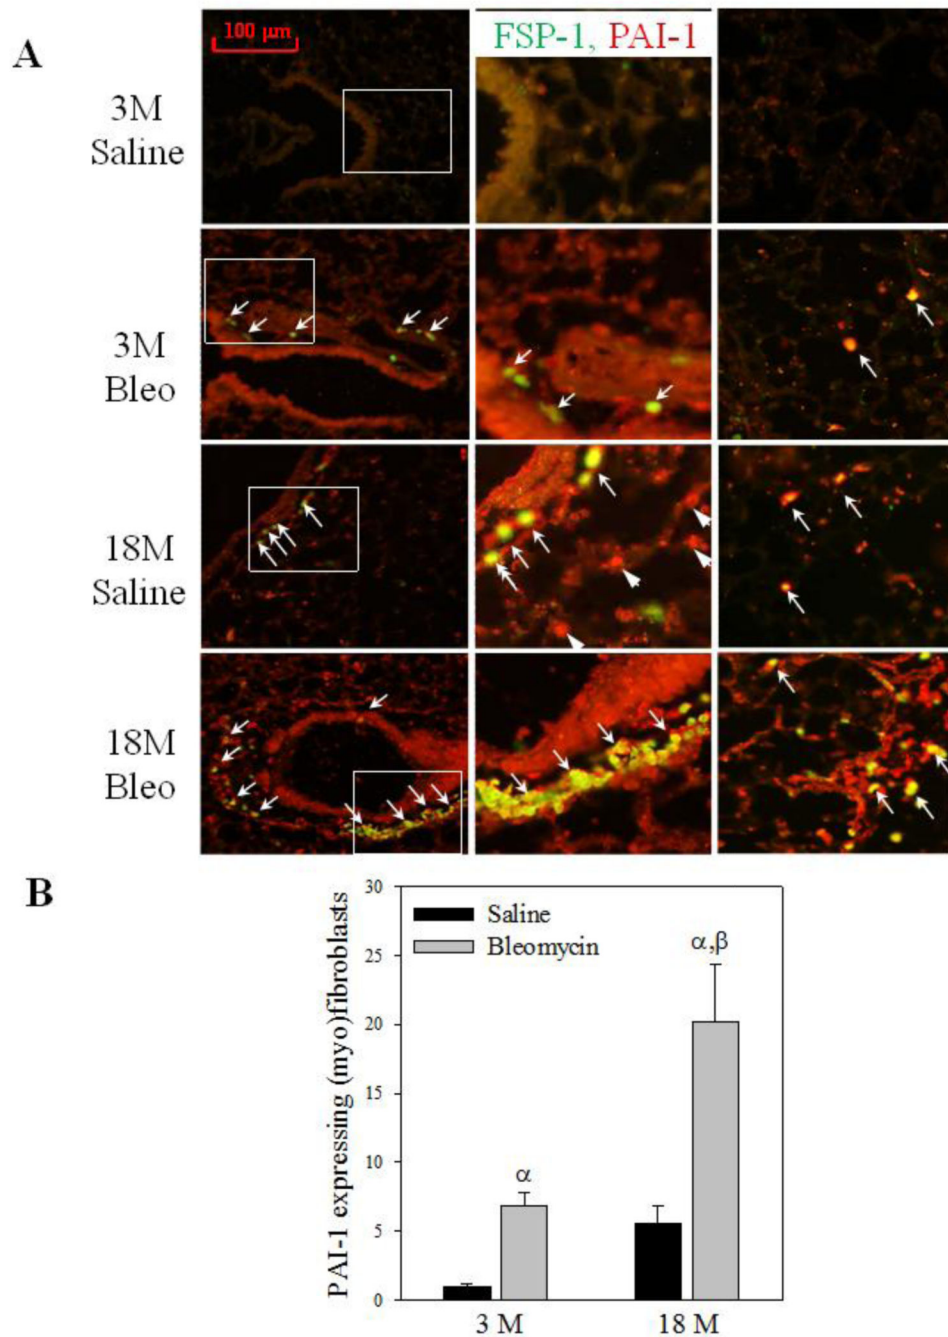 A
100 μm
FSP-1, PAI-1
3M
Saline
3M
Bleo
18M
Saline
18M
Bleo
B
PAI-1 expressing (myo)fibroblasts
30
25
20
15
10
5
0
Saline
Bleomycin
α
α,β
3 M
18 M